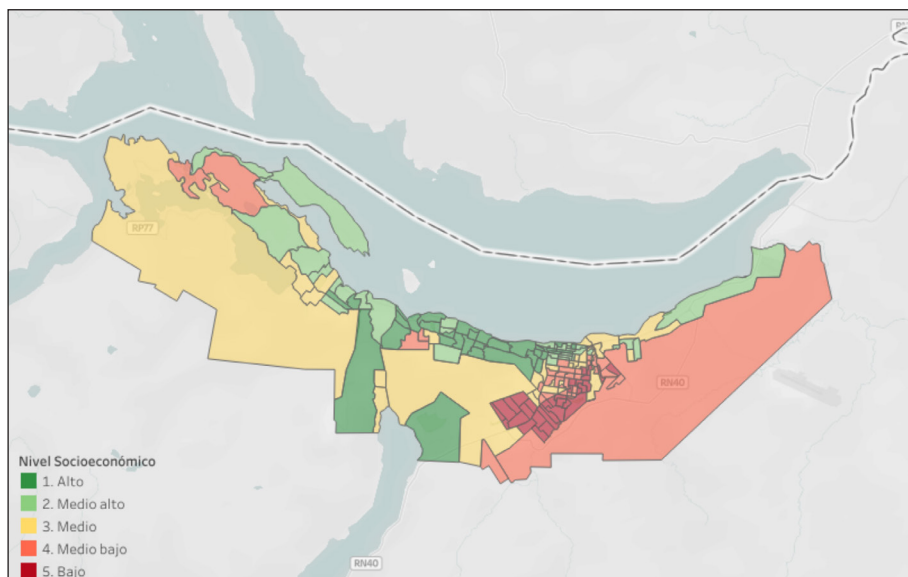 RP77
RN40
Nivel Socioeconómico
1. Alto
2. Medio alto
3. Medio
4. Medio bajo
5. Bajo
RN40